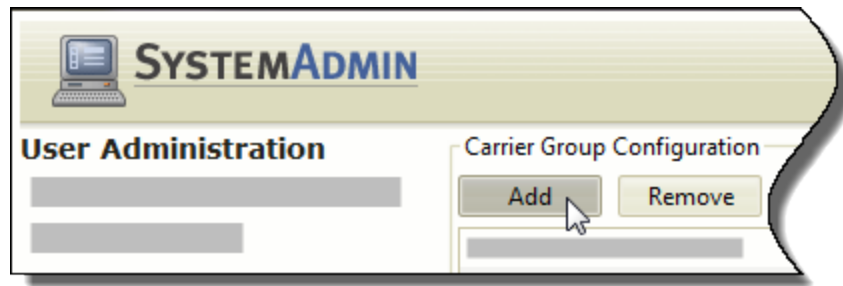 SYSTEMADMIN
User Administration
Carrier Group Configuration
Add
Remove